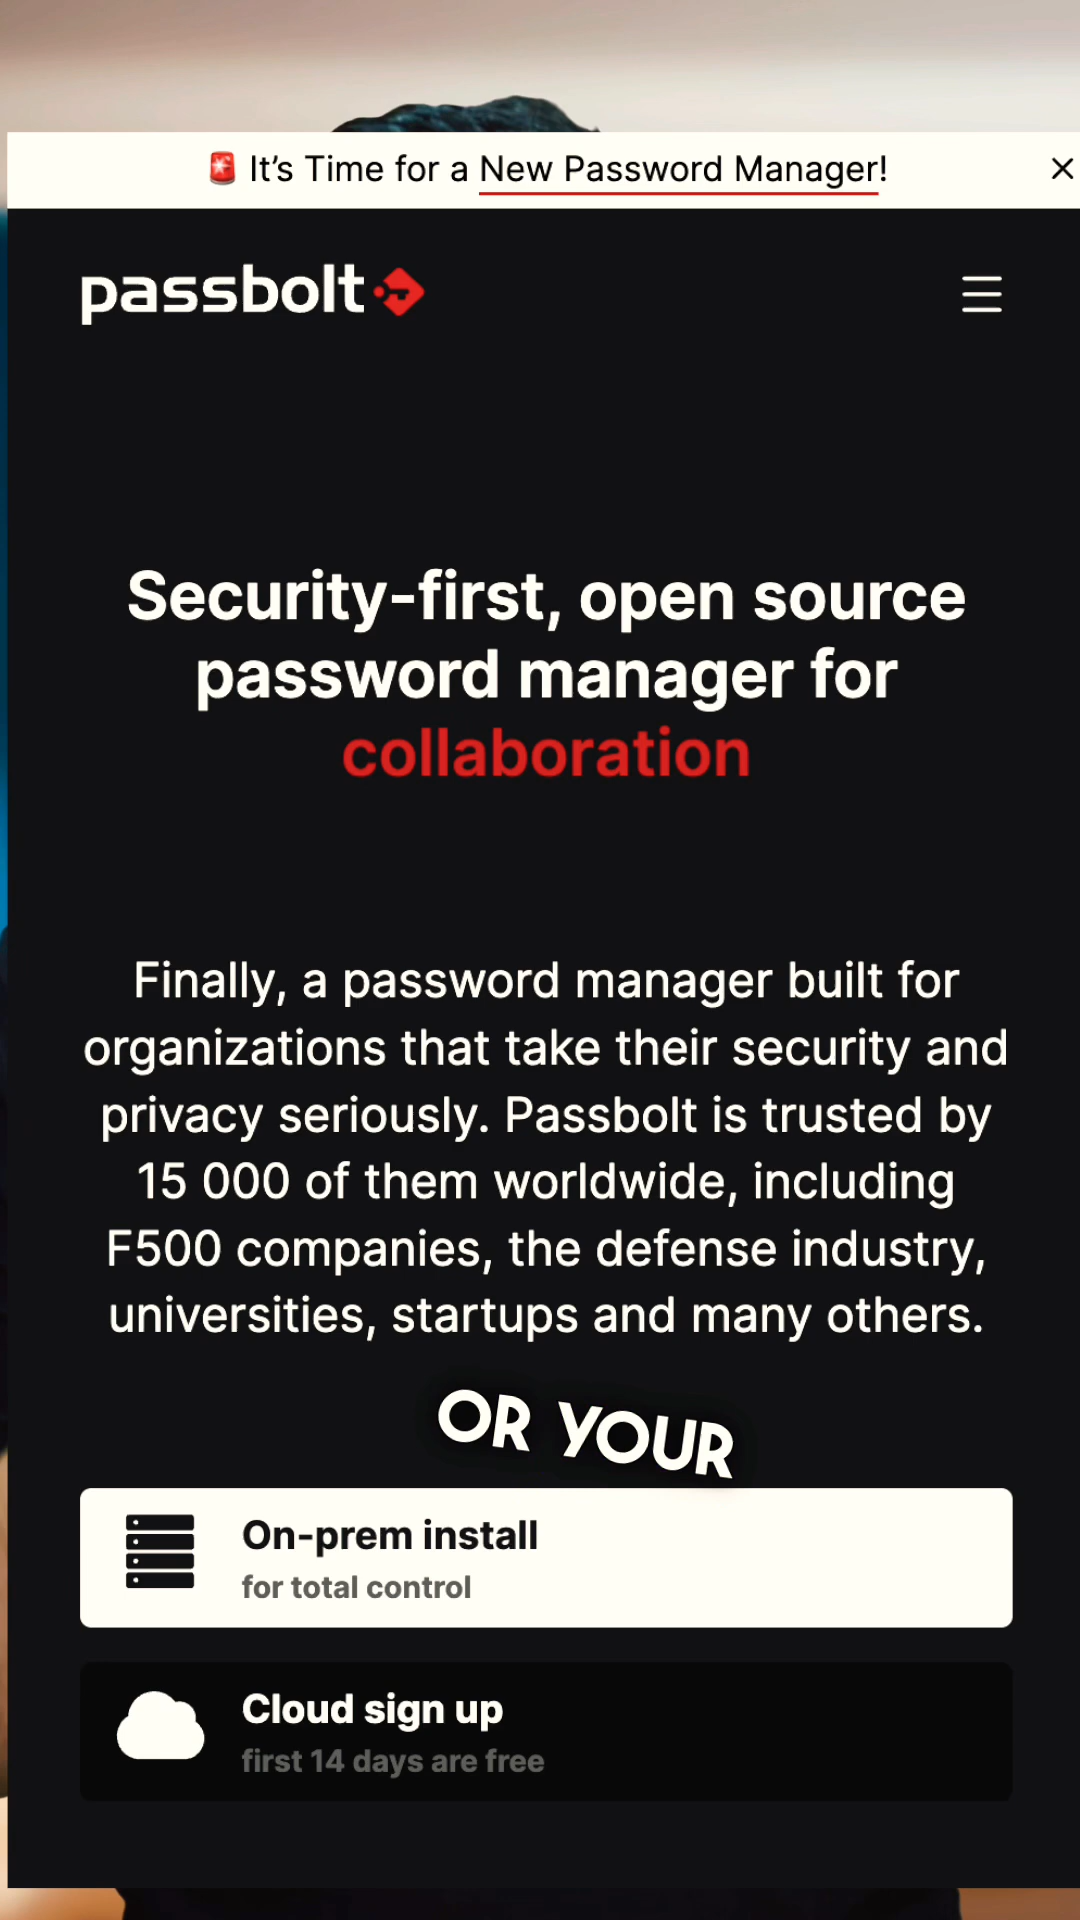 🚨 It's Time for a New Password Manager!
passbolt
Security-first, open source
password manager for
collaboration
Finally, a password manager built for
organizations that take their security and
privacy seriously. Passbolt is trusted by
15 000 of them worldwide, including
F500 companies, the defense industry,
universities, startups and many others.
OR YOUR
On-prem install
for total control
Cloud sign up
first 14 days are free